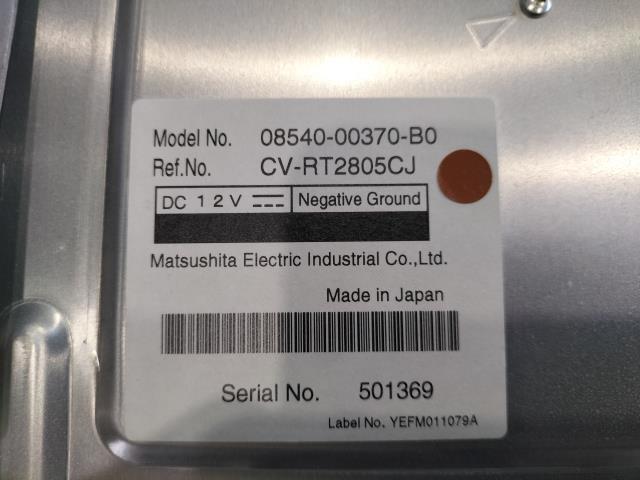 Model No. 08540-00370-B0
Ref.No. CV-RT2805CJ
DC 12V Negative Ground
Matsushita Electric Industrial Co.,Ltd.
Made in Japan
Serial No. 501369
Label No. YEFM011079A